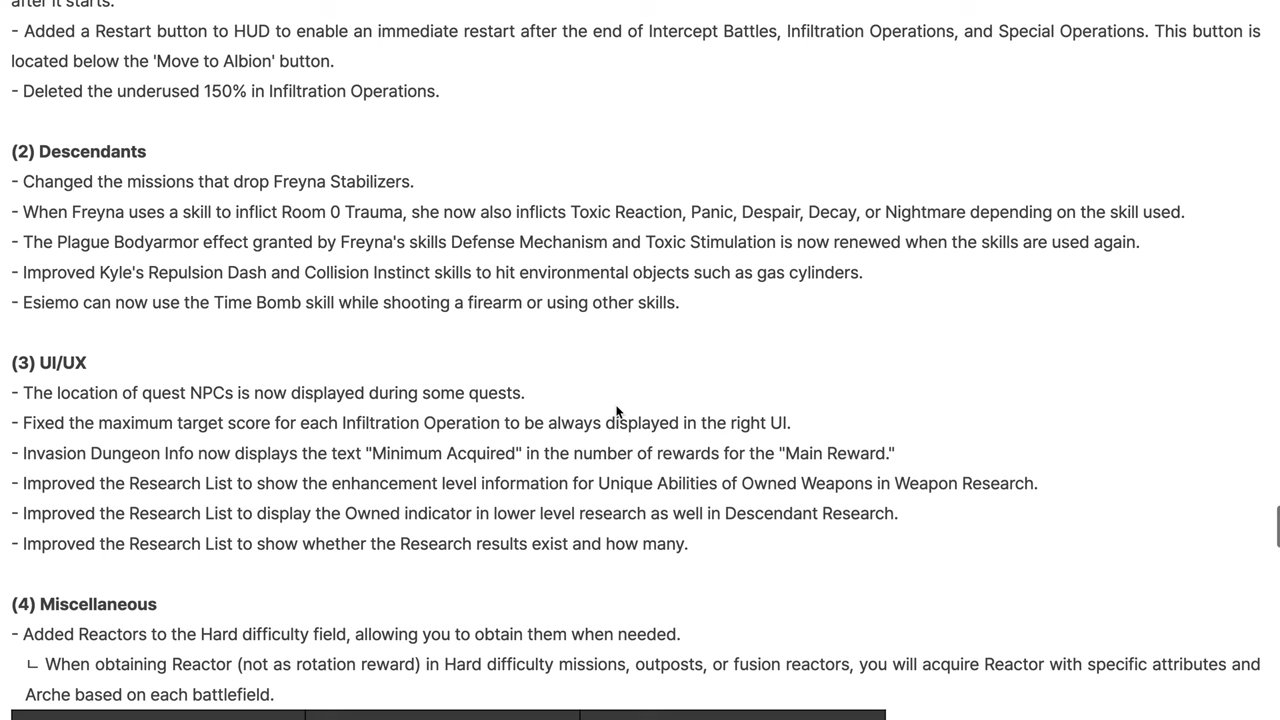 after it starts.
- Added a Restart button to HUD to enable an immediate restart after the end of Intercept Battles, Infiltration Operations, and Special Operations. This button is
located below the 'Move to Albion' button.
- Deleted the underused 150% in Infiltration Operations.
(2) Descendants
- Changed the missions that drop Freyna Stabilizers.
- When Freyna uses a skill to inflict Room 0 Trauma, she now also inflicts Toxic Reaction, Panic, Despair, Decay, or Nightmare depending on the skill used.
- The Plague Bodyarmor effect granted by Freyna's skills Defense Mechanism and Toxic Stimulation is now renewed when the skills are used again.
- Improved Kyle's Repulsion Dash and Collision Instinct skills to hit environmental objects such as gas cylinders.
- Esiemo can now use the Time Bomb skill while shooting a firearm or using other skills.
(3) UI/UX
- The location of quest NPCs is now displayed during some quests.
- Fixed the maximum target score for each Infiltration Operation to be always displayed in the right UI.
- Invasion Dungeon Info now displays the text "Minimum Acquired" in the number of rewards for the "Main Reward."
- Improved the Research List to show the enhancement level information for Unique Abilities of Owned Weapons in Weapon Research.
- Improved the Research List to display the Owned indicator in lower level research as well in Descendant Research.
- Improved the Research List to show whether the Research results exist and how many.
(4) Miscellaneous
- Added Reactors to the Hard difficulty field, allowing you to obtain them when needed.
ㄴ When obtaining Reactor (not as rotation reward) in Hard difficulty missions, outposts, or fusion reactors, you will acquire Reactor with specific attributes and
Arche based on each battlefield.